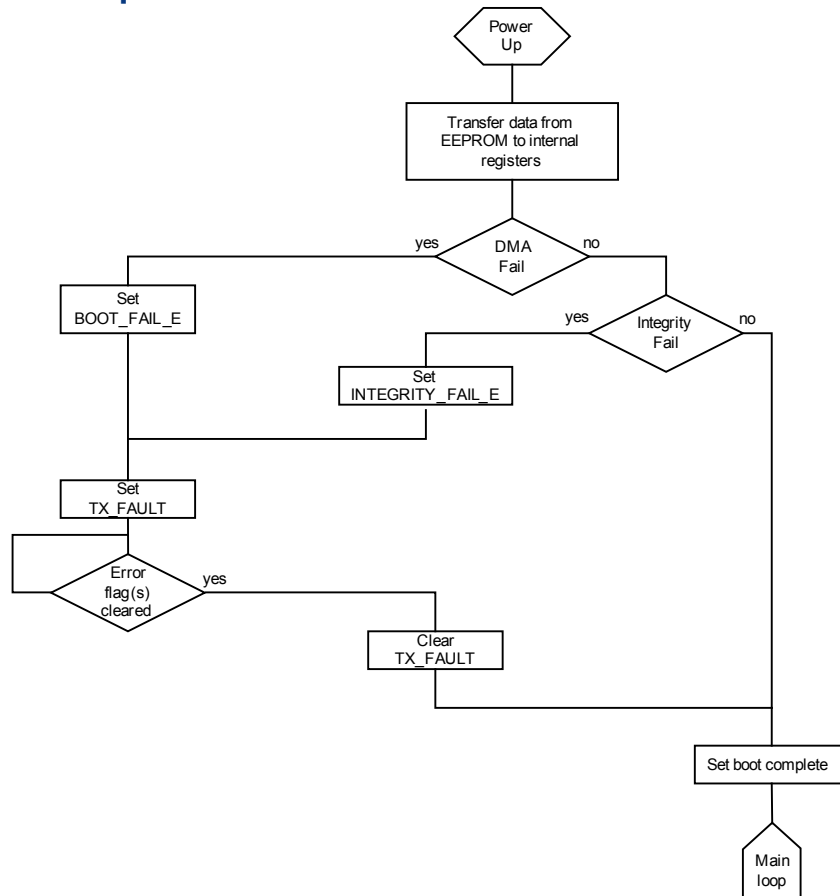 Power
Up
Transfer data from
EEPROM to internal
registers
yes
DMA
Fail
no
Set
BOOT_FAIL_E
yes
Integrity
Fail
no
Set
INTEGRITY_FAIL_E
Set
TX_FAULT
Error
flag(s)
cleared
yes
Clear
TX_FAULT
Set boot complete
Main
loop